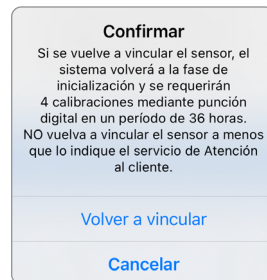 Confirmar
Si se vuelve a vincular el sensor, el
sistema volverá a la fase de
inicialización y se requerirán
4 calibraciones mediante punción
digital en un período de 36 horas.
NO vuelva a vincular el sensor a menos
que lo indique el servicio de Atención
al cliente.
Volver a vincular
Cancelar